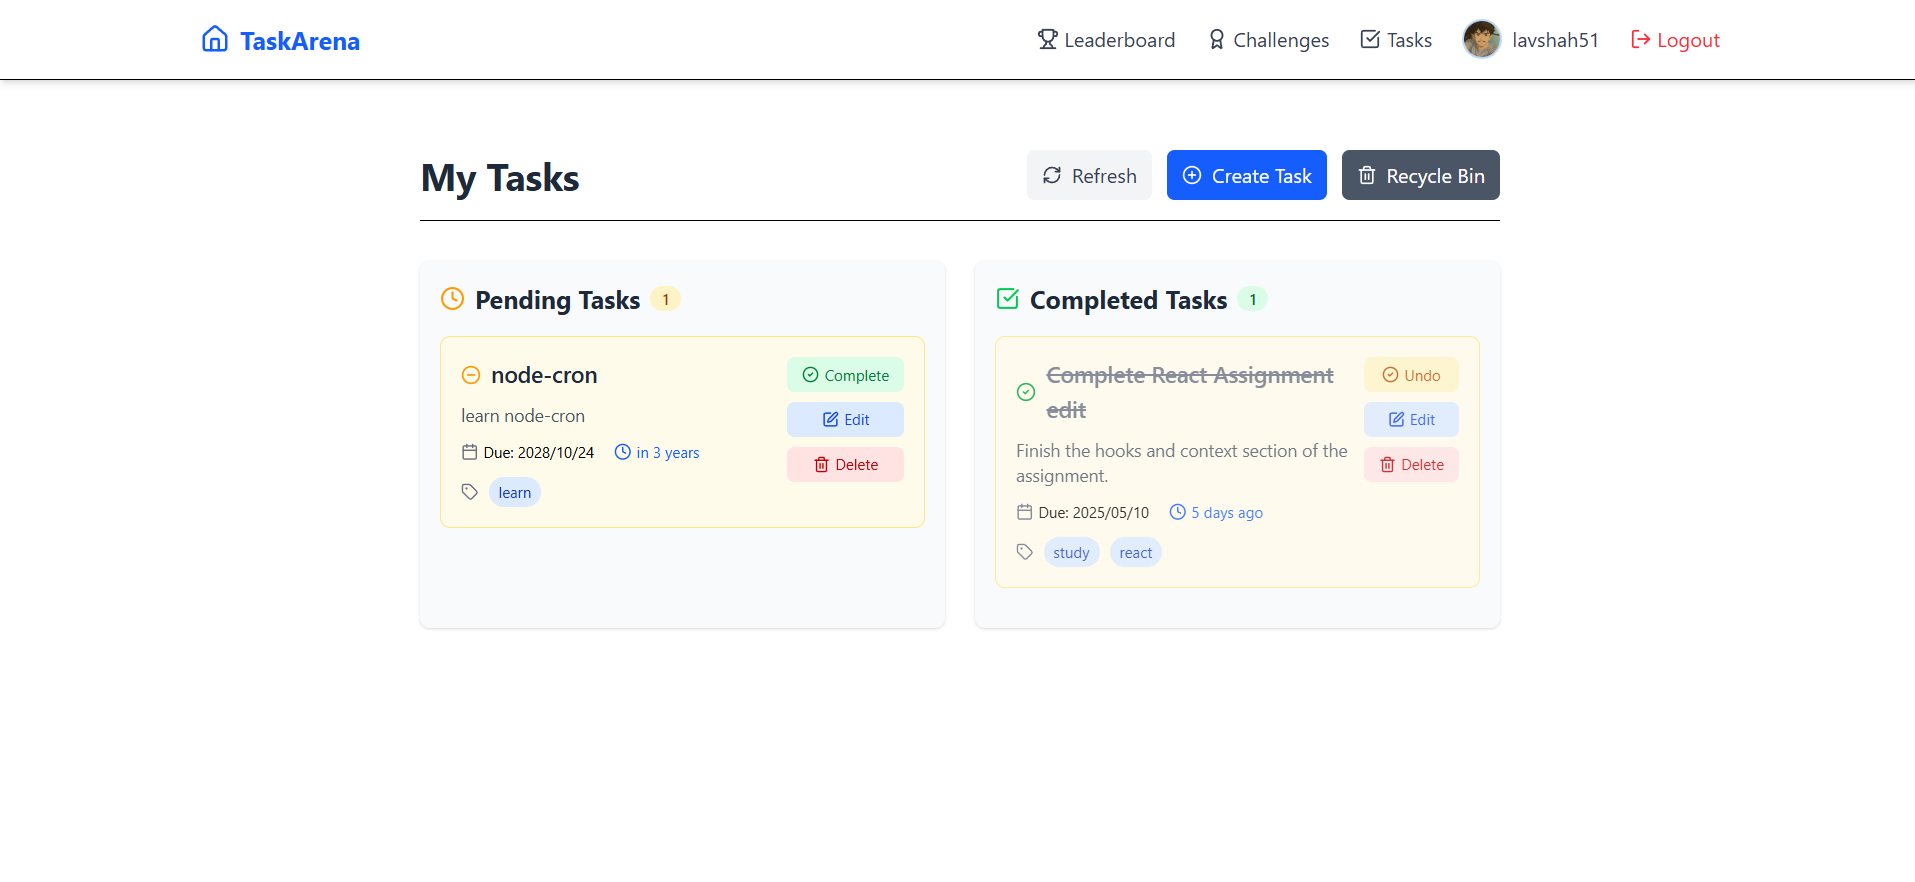 TaskArena
Leaderboard
Challenges
Tasks
lavshah51
Logout
My Tasks
Refresh
Create Task
Recycle Bin
Pending Tasks 1
node-cron
learn node-cron
Due: 2028/10/24 in 3 years
learn
Complete
Edit
Delete
Completed Tasks 1
Complete React Assignment
edit
Finish the hooks and context section of the
assignment.
Due: 2025/05/10 5 days ago
study react
Undo
Edit
Delete